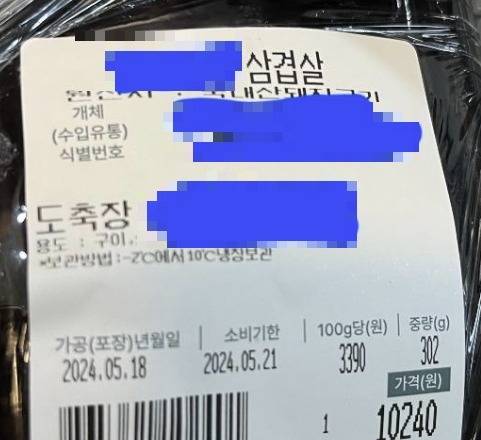 삼겹살
원산지 :
개체
(수입유통)
식별번호
도축장
용도 : 구이.
*보관방법 :-2℃에서 10℃냉장보관
가공(포장)년월일 소비기한 100g당(원) 중량(g)
2024.05.18 2024.05.21 3390 302
가격(원)
1 10240